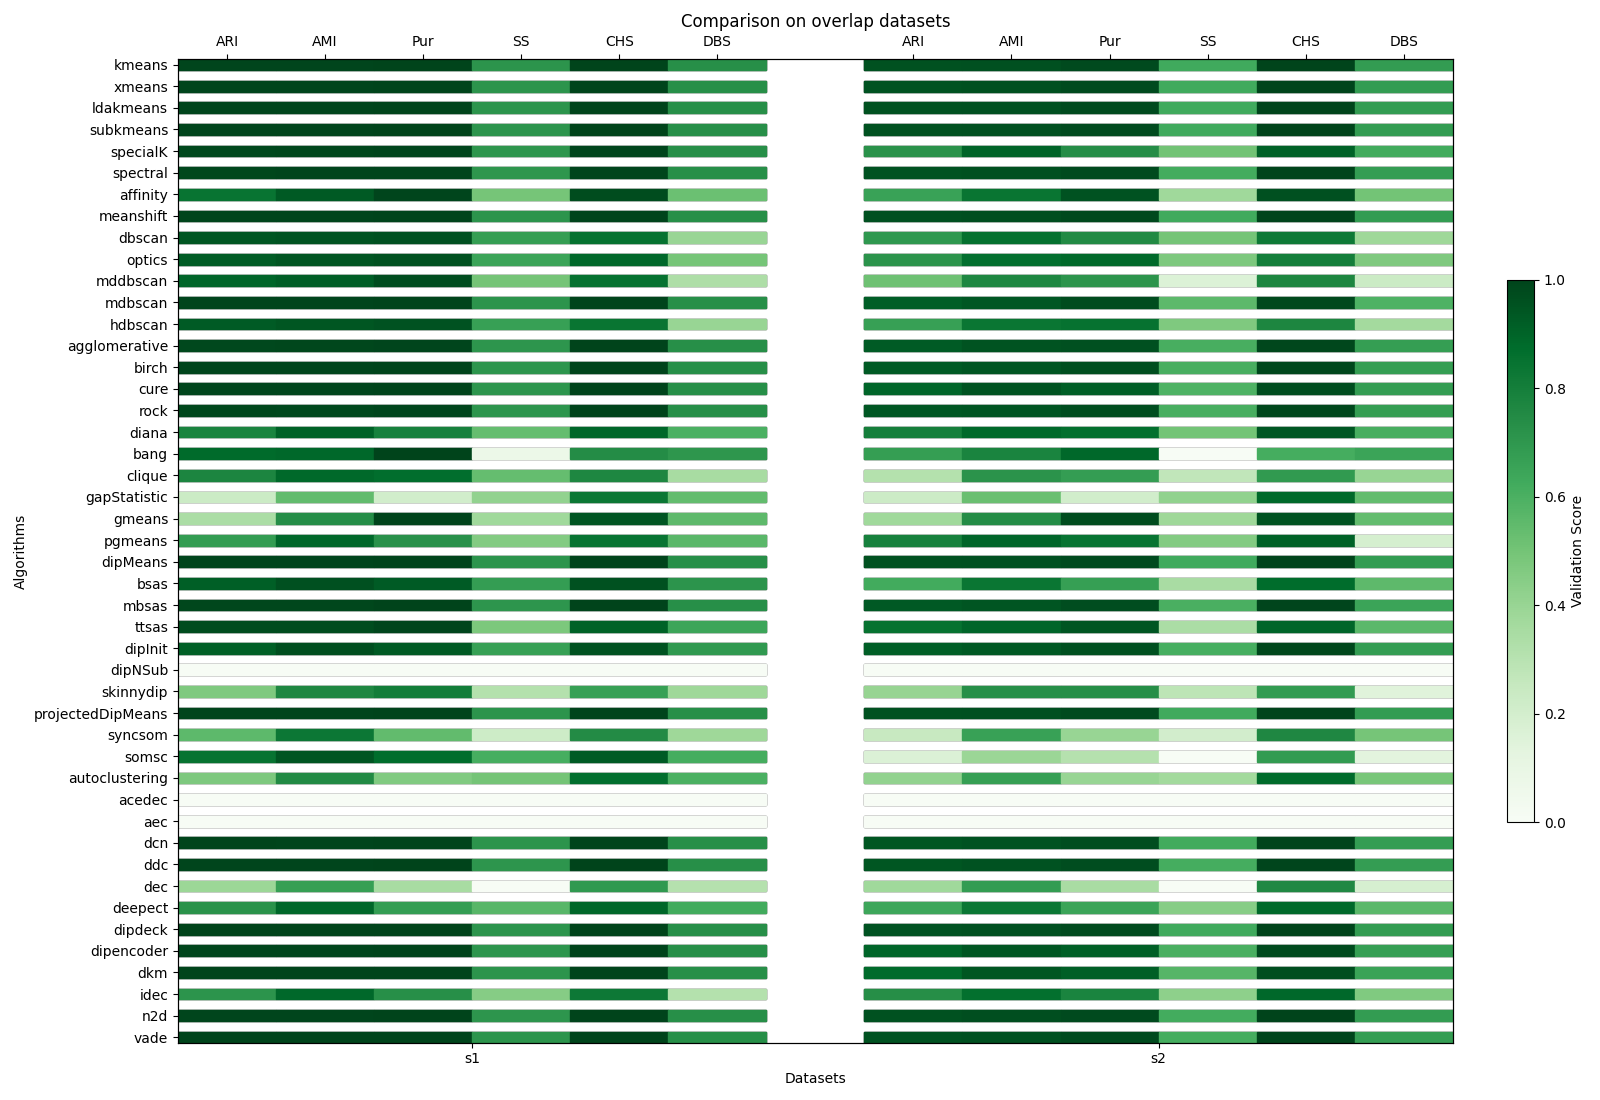 Comparison on overlap datasets
ARI AMI Pur SS CHS DBS ARI AMI Pur SS CHS DBS
kmeans
xmeans
ldakmeans
subkmeans
specialK
spectral
affinity
meanshift
dbscan
optics
mddbscan
mdbscan
hdbscan
agglomerative
birch
cure
rock
diana
bang
clique
gapStatistic
gmeans
pgmeans
dipMeans
bsas
mbsas
ttsas
dipInit
dipNSub
skinnydip
projectedDipMeans
syncsom
somsc
autoclustering
acedec
aec
dcn
ddc
dec
deepect
dipdeck
dipencoder
dkm
idec
n2d
vade
Algorithms
s1 s2
Datasets
1.0
0.8
0.6
0.4
0.2
0.0
Validation Score